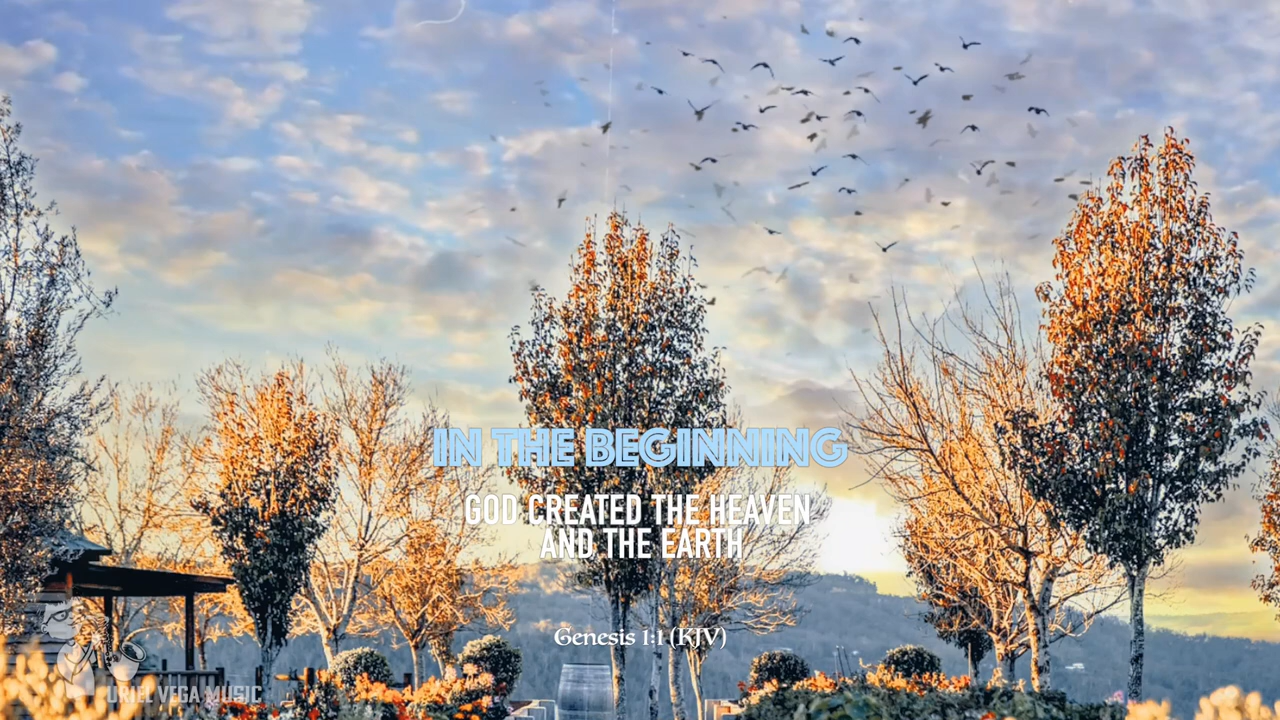 IN THE BEGINNING
GOD CREATED THE HEAVEN
AND THE EARTH
Genesis 1:1 (KJV)
URIEL VEGA MUSIC